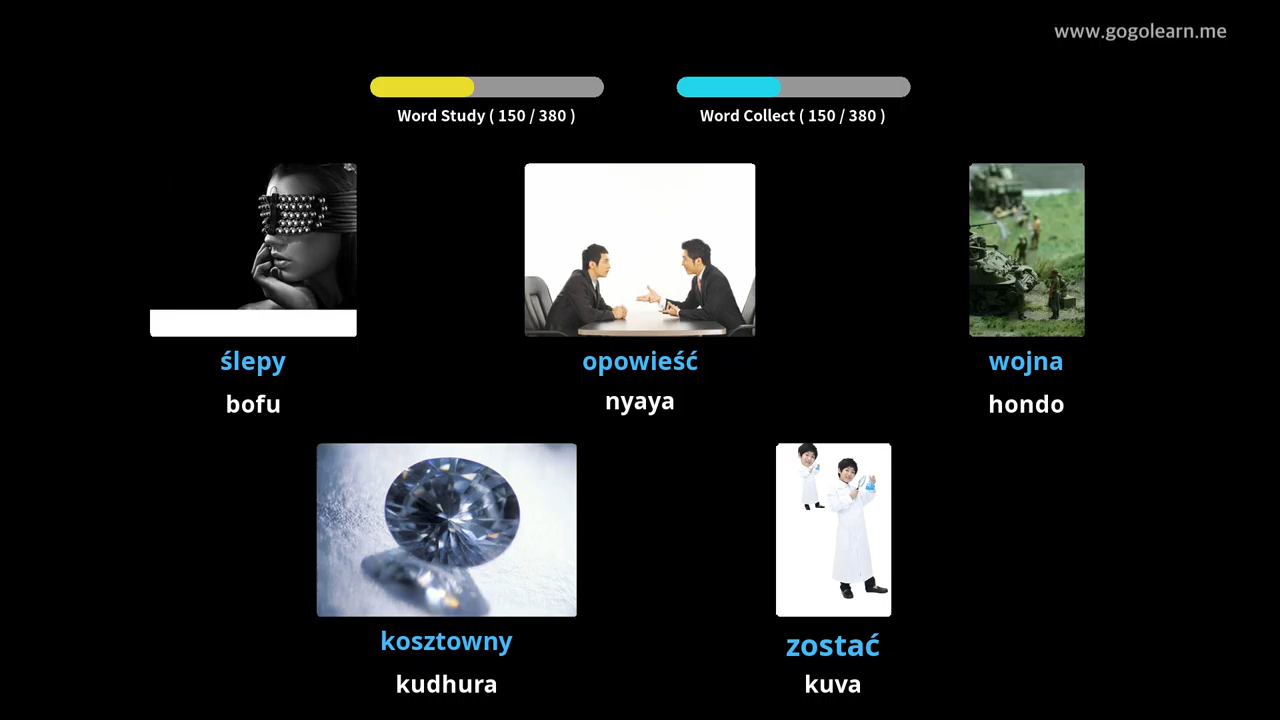 www.gogolearn.me
Word Study ( 150 / 380 )
Word Collect ( 150 / 380 )
ślepy
bofu
opowieść
nyaya
wojna
hondo
kosztowny
kudhura
zostać
kuva